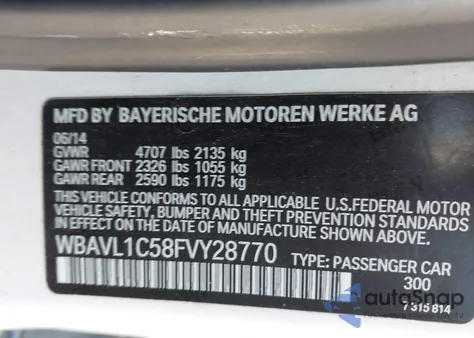 MFD BY BAYERISCHE MOTOREN WERKE AG
06/14
GVWR 4707 lbs 2135 kg
GAWR FRONT 2326 lbs 1055 kg
GAWR REAR 2590 lbs 1175 kg
THIS VEHICLE CONFORMS TO ALL APPLICABLE U.S.FEDERAL MOTOR
VEHICLE SAFETY, BUMPER AND THEFT PREVENTION STANDARDS
IN EFFECT ON THE DATE OF MANUFACTURE SHOWN ABOVE.
WBAVL1C58FVY28770 TYPE: PASSENGER CAR
300
7 315 814
autosnap